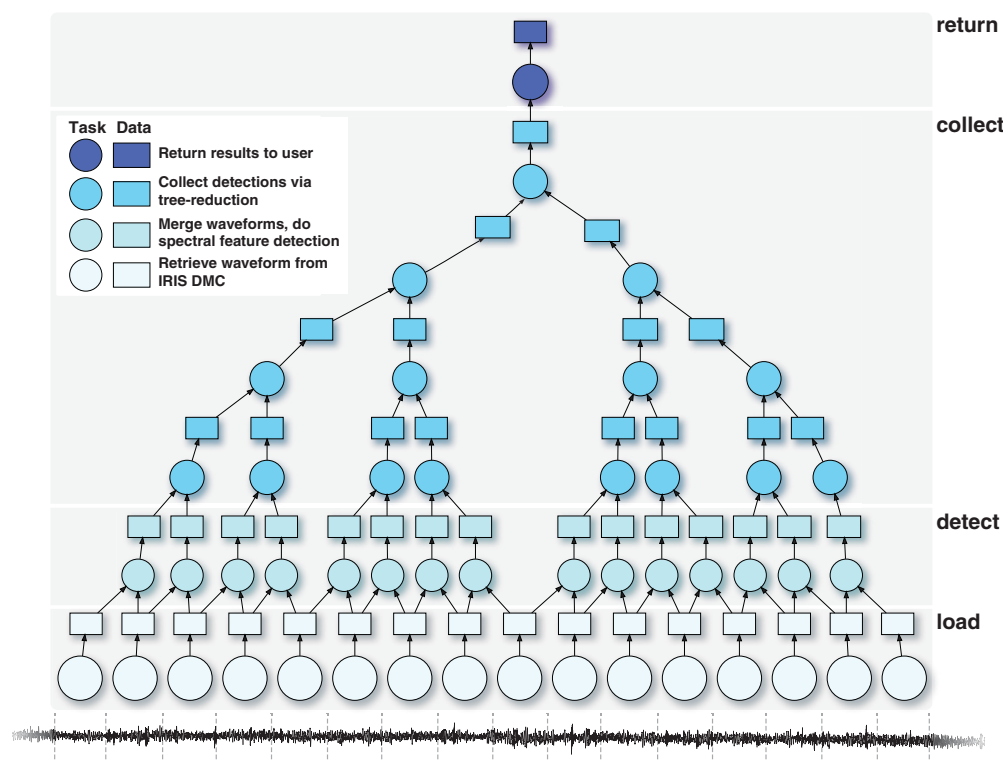 return
collect
Task Data
Return results to user
Collect detections via
tree-reduction
Merge waveforms, do
spectral feature detection
Retrieve waveform from
IRIS DMC
detect
load